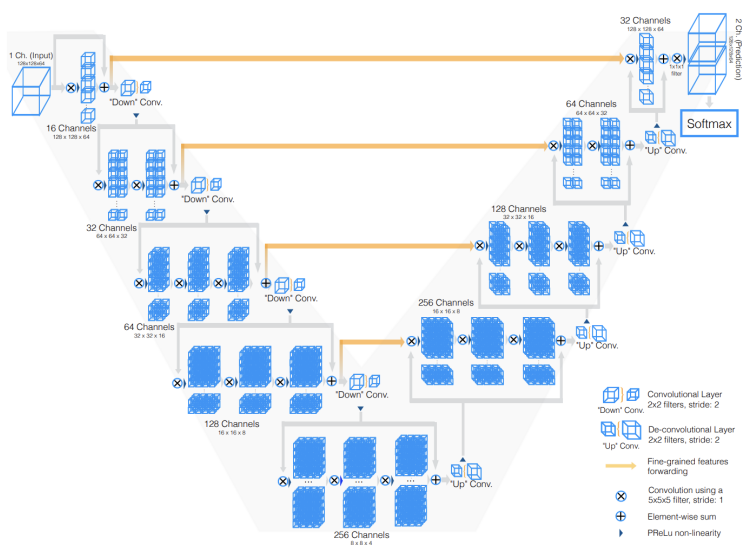 1 Ch. (Input)
128x128x64
"Down" Conv.
16 Channels
128 x 128 x 64
"Down" Conv.
32 Channels
64 x 64 x 32
"Down" Conv.
64 Channels
32 x 32 x 16
"Down" Conv.
128 Channels
16 x 16 x 8
...
...
...
256 Channels
8 x 8 x 4
"Up" Conv.
256 Channels
16 x 16 x 8
"Up" Conv.
128 Channels
32 x 32 x 16
"Up" Conv.
64 Channels
64 x 64 x 32
"Up" Conv.
32 Channels
128 x 128 x 64
1x1x1
filter
2 Ch. (Prediction)
128x128x64
Softmax
"Down" Conv.
Convolutional Layer
2x2 filters, stride: 2
"Up" Conv.
De-convolutional Layer
2x2 filters, stride: 2
Fine-grained features
forwarding
Convolution using a
5x5x5 filter, stride: 1
Element-wise sum
PReLu non-linearity